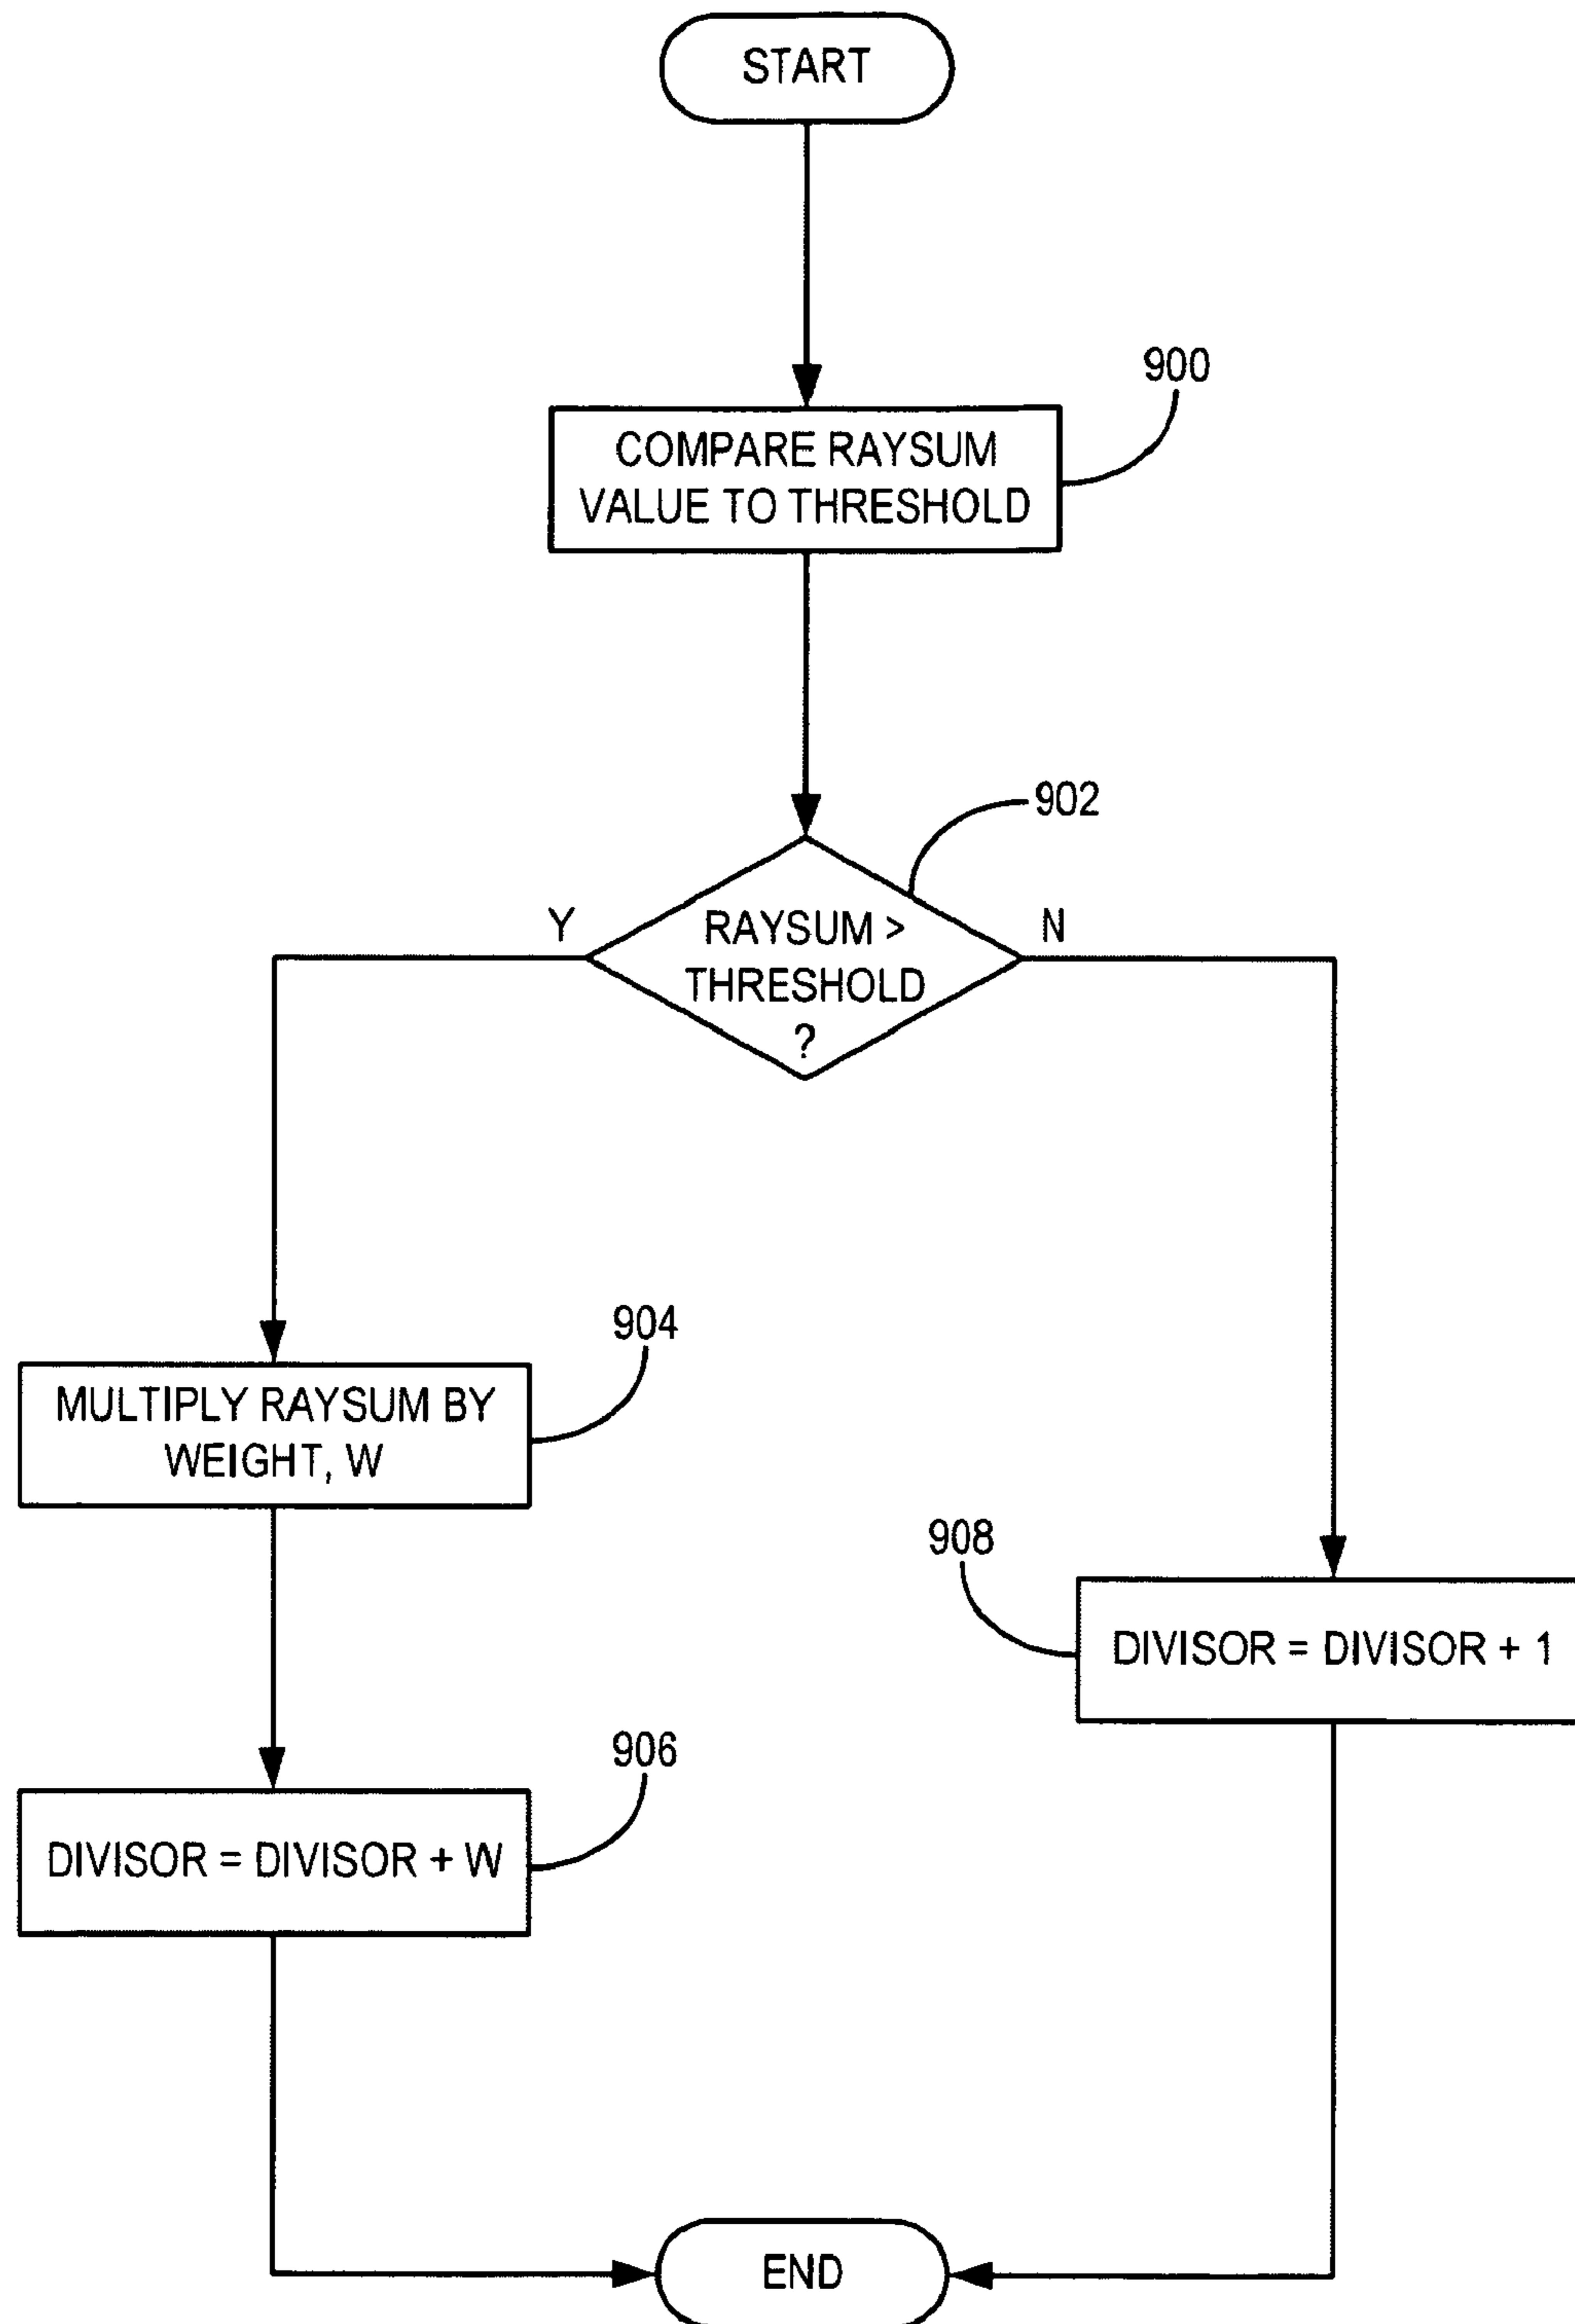 START
900
COMPARE RAYSUM
VALUE TO THRESHOLD
902
Y
RAYSUM >
THRESHOLD
?
N
904
MULTIPLY RAYSUM BY
WEIGHT, W
908
DIVISOR = DIVISOR + 1
906
DIVISOR = DIVISOR + W
END